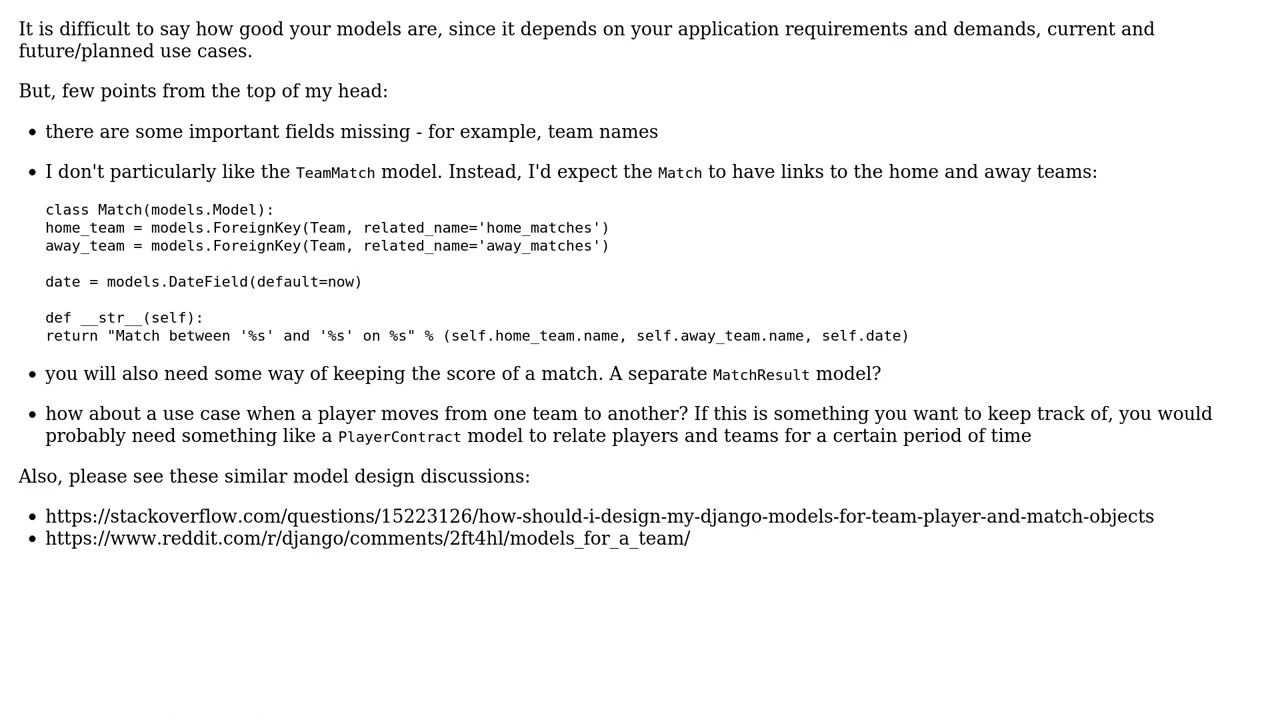 It is difficult to say how good your models are, since it depends on your application requirements and demands, current and
future/planned use cases.
But, few points from the top of my head:
• there are some important fields missing - for example, team names
• I don't particularly like the TeamMatch model. Instead, I'd expect the Match to have links to the home and away teams:
class Match(models.Model):
home_team = models.ForeignKey(Team, related_name='home_matches')
away_team = models.ForeignKey(Team, related_name='away_matches')
date = models.DateField(default=now)
def __str__(self):
return "Match between '%s' and '%s' on %s" % (self.home_team.name, self.away_team.name, self.date)
• you will also need some way of keeping the score of a match. A separate MatchResult model?
• how about a use case when a player moves from one team to another? If this is something you want to keep track of, you would
probably need something like a PlayerContract model to relate players and teams for a certain period of time
Also, please see these similar model design discussions:
• https://stackoverflow.com/questions/15223126/how-should-i-design-my-django-models-for-team-player-and-match-objects
• https://www.reddit.com/r/django/comments/2ft4hl/models_for_a_team/